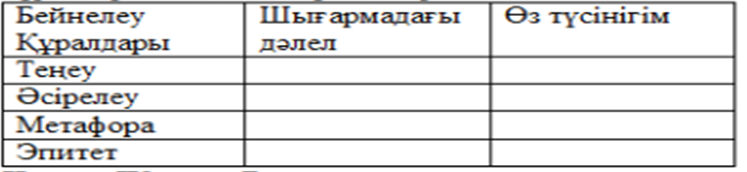 Бейнелеу Құралдары
Шығармадағы дәлел
Өз түсінігім
Теңеу
Әсірелеу
Метафора
Эпитет